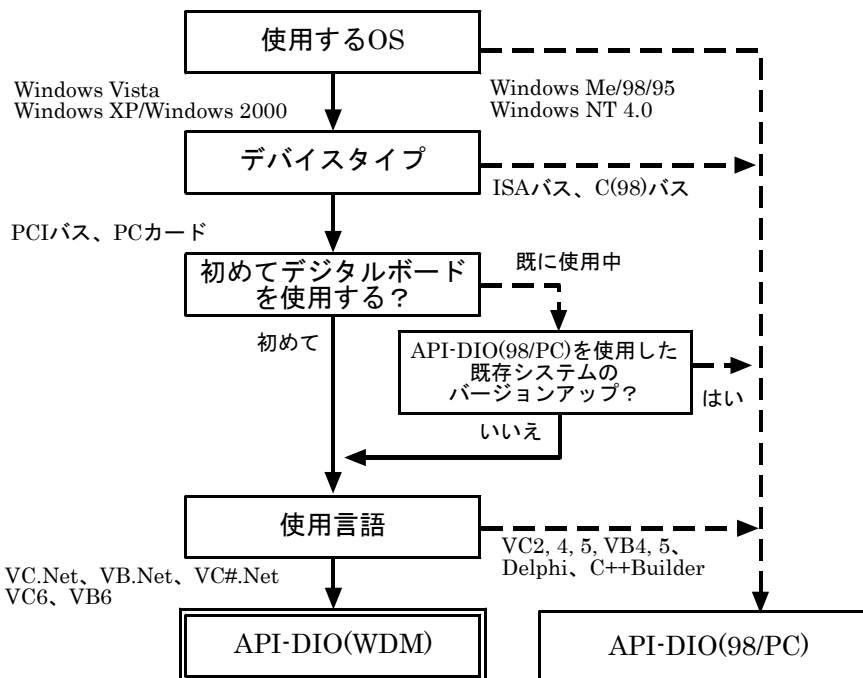 使用するOS
Windows Vista
Windows XP/Windows 2000
Windows Me/98/95
Windows NT 4.0
デバイスタイプ
ISAバス、C(98)バス
PCIバス、PCカード
初めてデジタルボード
を使用する？
既に使用中
初めて
API-DIO(98/PC)を使用した
既存システムの
バージョンアップ？
はい
いいえ
使用言語
VC2, 4, 5, VB4, 5、
Delphi、C++Builder
VC.Net、VB.Net、VC#.Net
VC6、VB6
API-DIO(WDM)
API-DIO(98/PC)